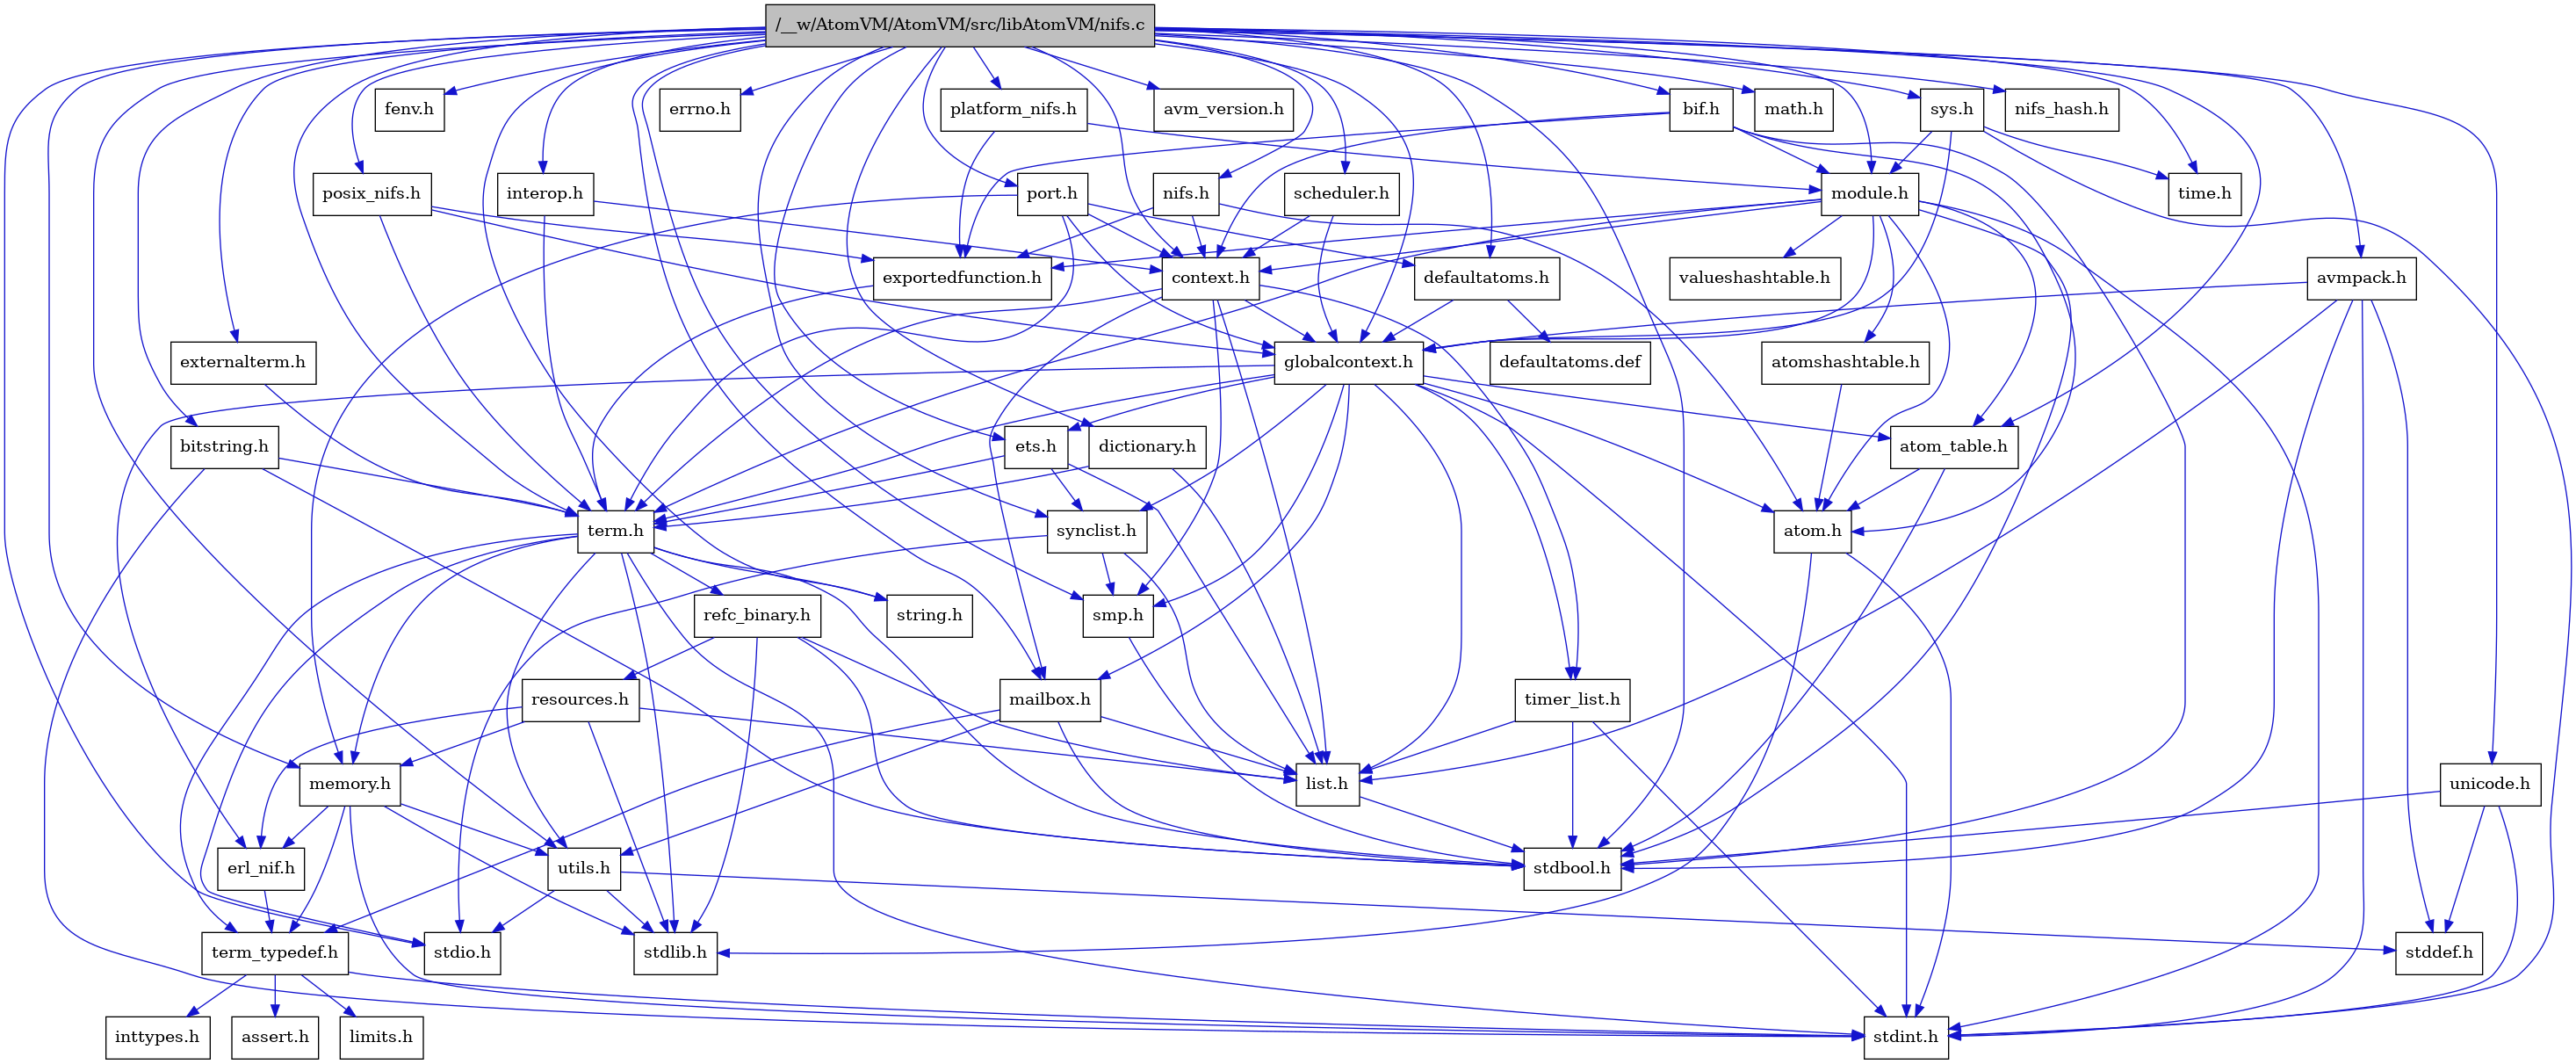 /__w/AtomVM/AtomVM/src/libAtomVM/nifs.c
fenv.h
errno.h
platform_nifs.h
avm_version.h
bif.h
math.h
sys.h
nifs_hash.h
posix_nifs.h
interop.h
port.h
nifs.h
scheduler.h
module.h
time.h
exportedfunction.h
context.h
defaultatoms.h
valueshashtable.h
avmpack.h
externalterm.h
globalcontext.h
defaultatoms.def
atomshashtable.h
bitstring.h
ets.h
dictionary.h
atom_table.h
term.h
synclist.h
atom.h
refc_binary.h
string.h
smp.h
resources.h
mailbox.h
timer_list.h
memory.h
list.h
unicode.h
erl_nif.h
utils.h
stdbool.h
term_typedef.h
stdio.h
stdlib.h
stddef.h
inttypes.h
assert.h
limits.h
stdint.h